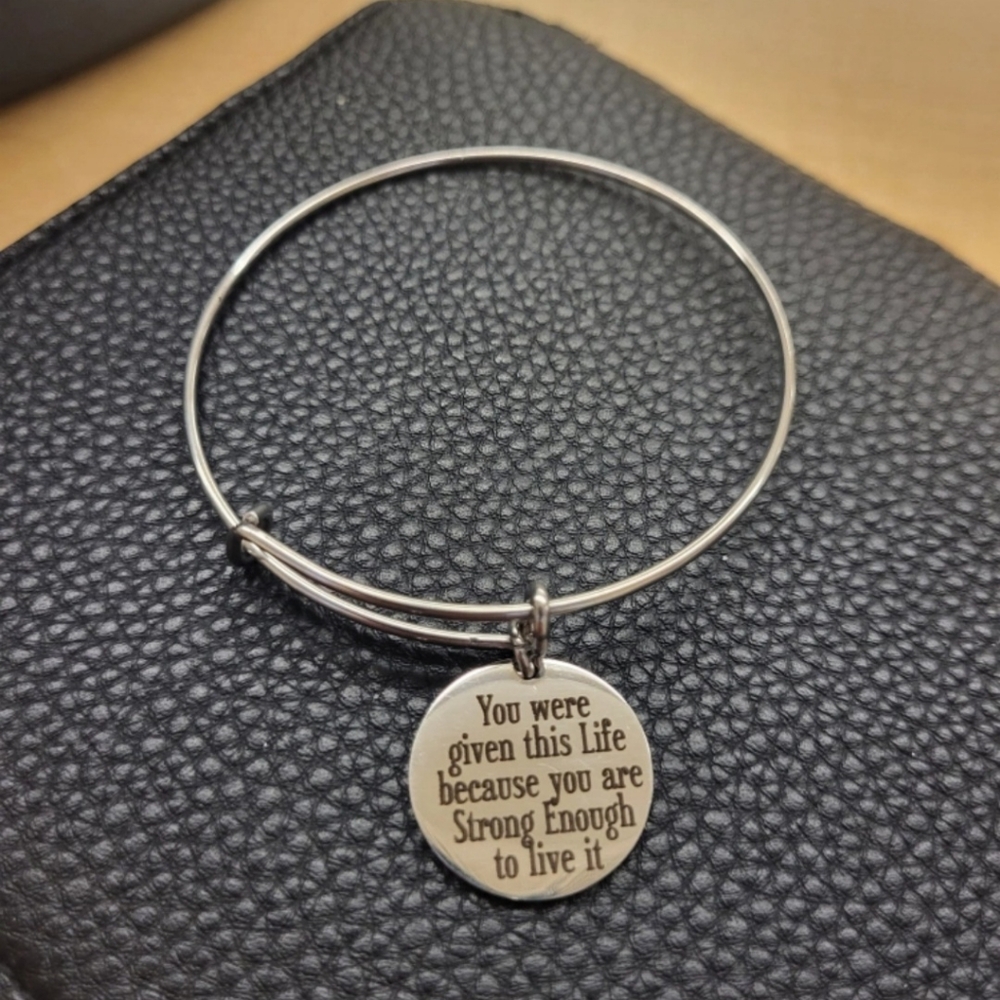 You were
given this Life
because you are
Strong Enough
to live it